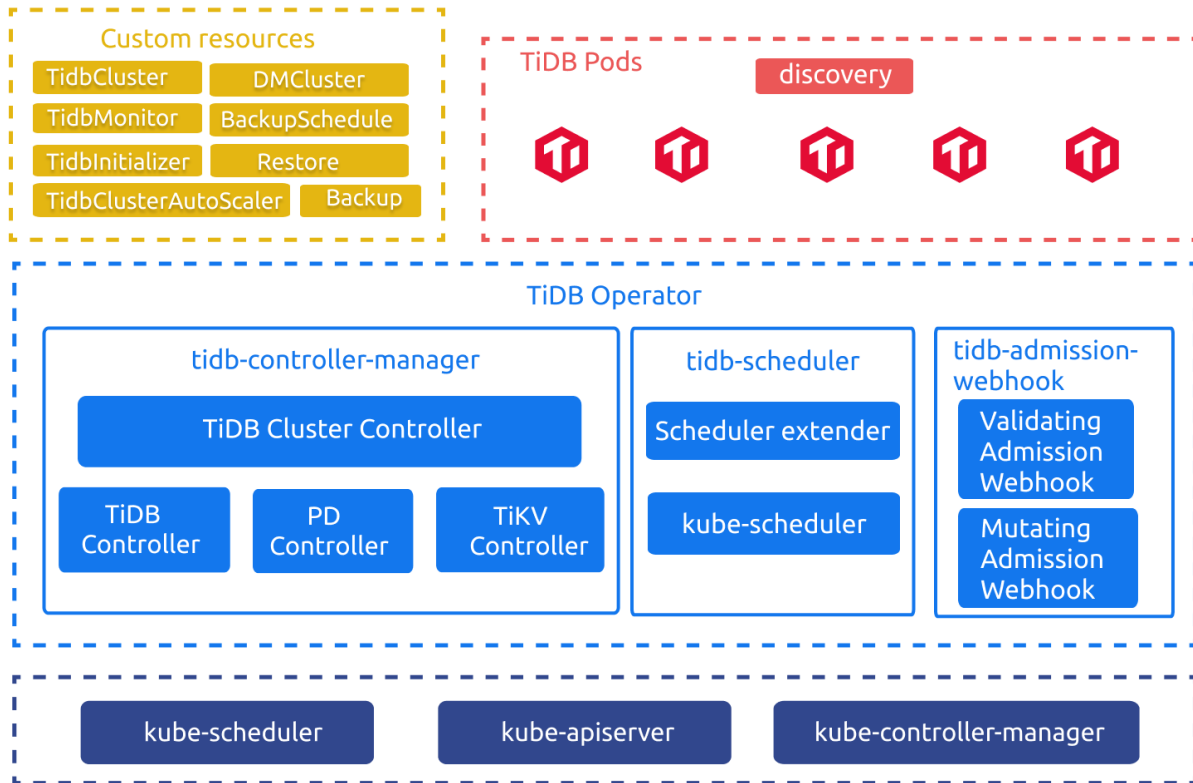 Custom resources
TidbCluster
DMCluster
TidbMonitor
BackupSchedule
TidbInitializer
Restore
TidbClusterAutoScaler
Backup
TiDB Pods
discovery
TiDB Operator
tidb-controller-manager
TiDB Cluster Controller
TiDB
Controller
PD
Controller
TiKV
Controller
tidb-scheduler
Scheduler extender
kube-scheduler
tidb-admission-
webhook
Validating
Admission
Webhook
Mutating
Admission
Webhook
kube-scheduler
kube-apiserver
kube-controller-manager